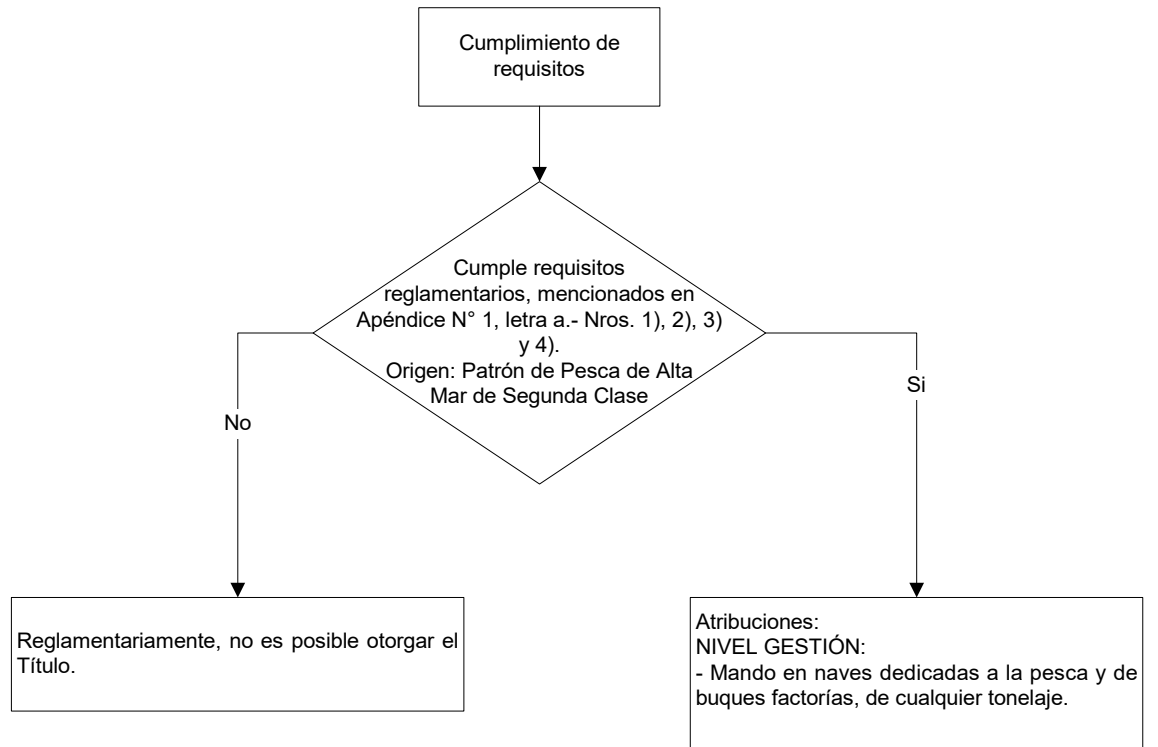 Cumplimiento de
requisitos
Cumple requisitos
reglamentarios, mencionados en
Apéndice N° 1, letra a.- Nros. 1), 2), 3)
y 4).
Origen: Patrón de Pesca de Alta
Mar de Segunda Clase
No
Si
Reglamentariamente, no es posible otorgar el
Título.
Atribuciones:
NIVEL GESTIÓN:
- Mando en naves dedicadas a la pesca y de
buques factorías, de cualquier tonelaje.